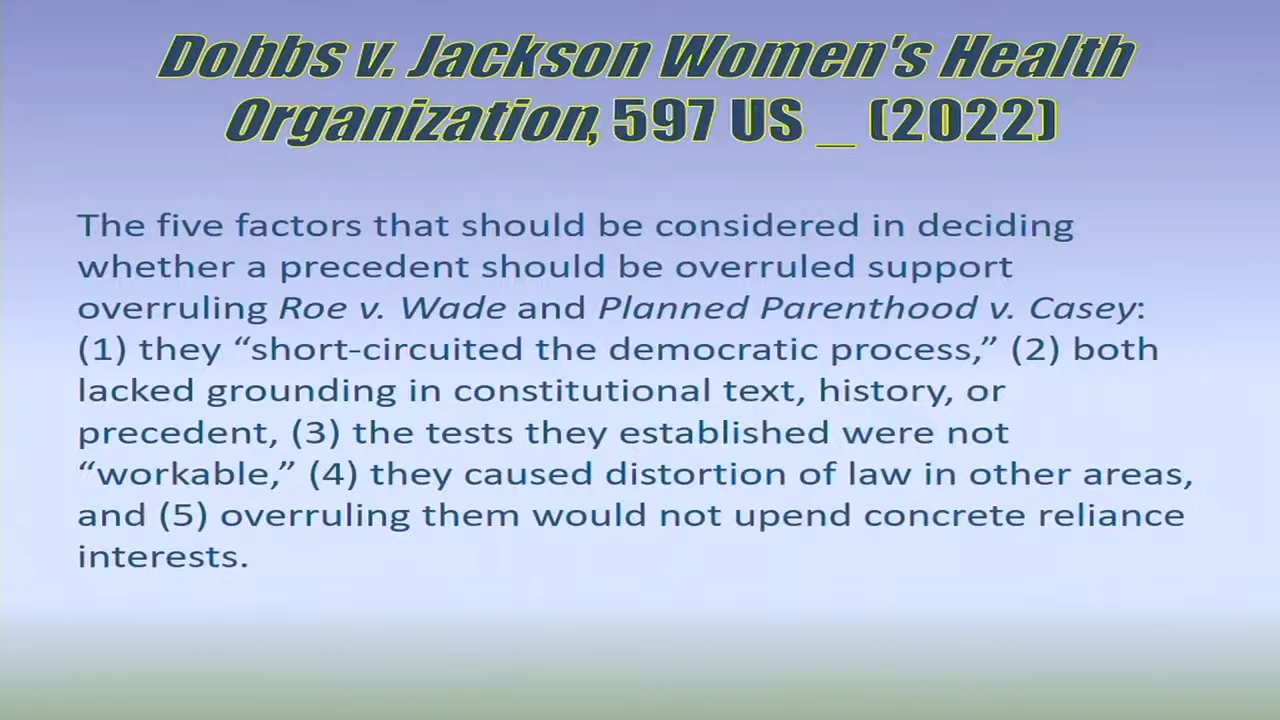 Dobbs v. Jackson Women's Health
Organization, 597 US _ (2022)
The five factors that should be considered in deciding
whether a precedent should be overruled support
overruling Roe v. Wade and Planned Parenthood v. Casey:
(1) they “short-circuited the democratic process,” (2) both
lacked grounding in constitutional text, history, or
precedent, (3) the tests they established were not
“workable,” (4) they caused distortion of law in other areas,
and (5) overruling them would not upend concrete reliance
interests.